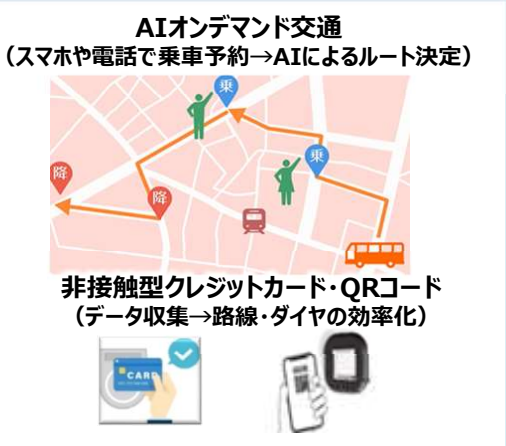 AIオンデマンド交通
（スマホや電話で乗車予約→AIによるルート決定）
乗
乗
降
降
非接触型クレジットカード・QRコード
（データ収集→路線・ダイヤの効率化）
CARD